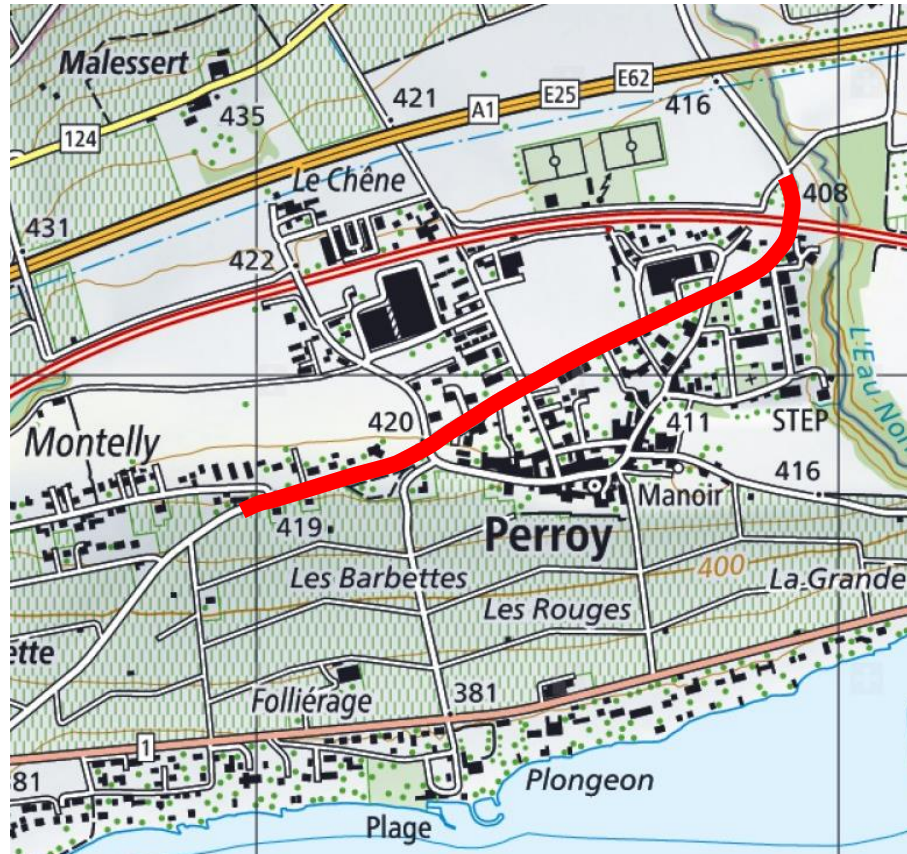 Malessert
E62
E25
416
A1
421
435
124
Le Chêne
408
431
422
L'Eau Noi
420
411
STEP
Montelly
416
Manoir
419
Perroy
400
Les Barbettes
La Grande
Les Rouges
ette
Folliérage
381
1
381
Plongeon
Plage